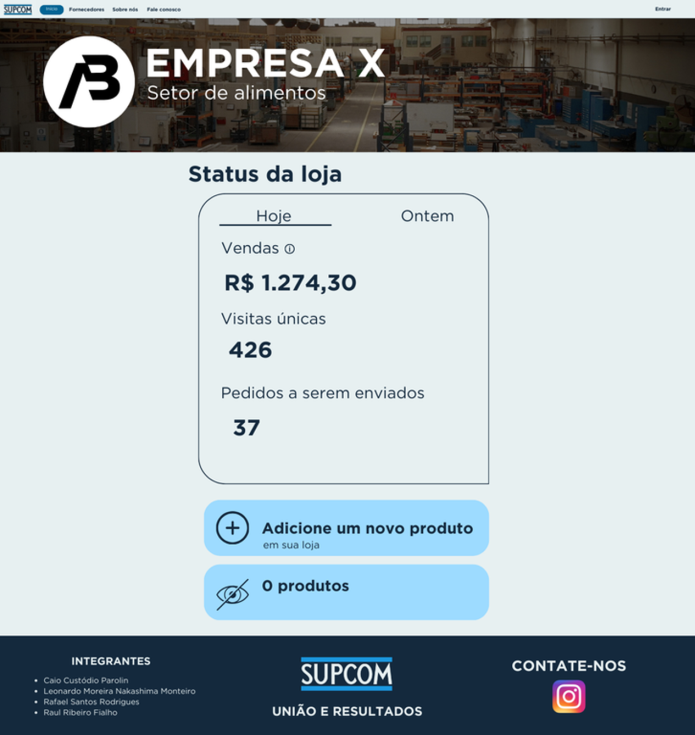 SUPCOM Início Fornecedores Sobre nós Fale conosco Entrar
EMPRESA X
Setor de alimentos
Status da loja
Hoje Ontem
Vendas
R$ 1.274,30
Visitas únicas
426
Pedidos a serem enviados
37
Adicione um novo produto
em sua loja
0 produtos
INTEGRANTES
• Caio Custódio Parolin
• Leonardo Moreira Nakashima Monteiro
• Rafael Santos Rodrigues
• Raul Ribeiro Fialho
SUPCOM
UNIÃO E RESULTADOS
CONTATE-NOS